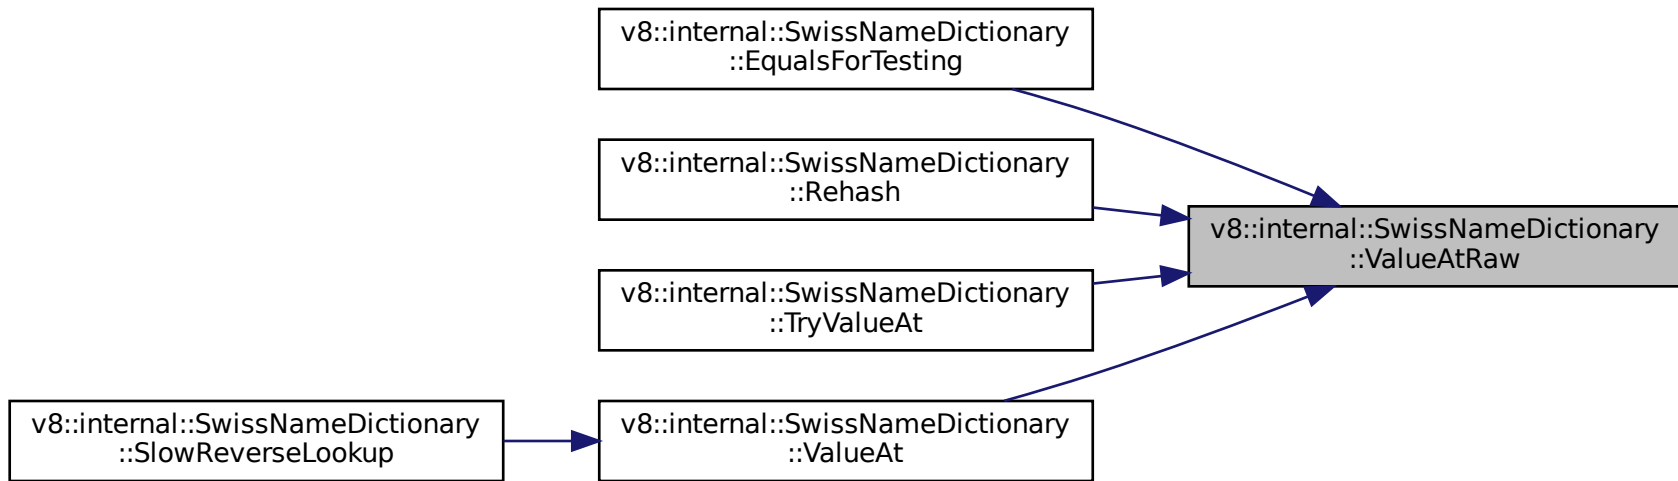 v8::internal::SwissNameDictionary
::EqualsForTesting
v8::internal::SwissNameDictionary
::Rehash
v8::internal::SwissNameDictionary
::ValueAtRaw
v8::internal::SwissNameDictionary
::TryValueAt
v8::internal::SwissNameDictionary
::SlowReverseLookup
v8::internal::SwissNameDictionary
::ValueAt